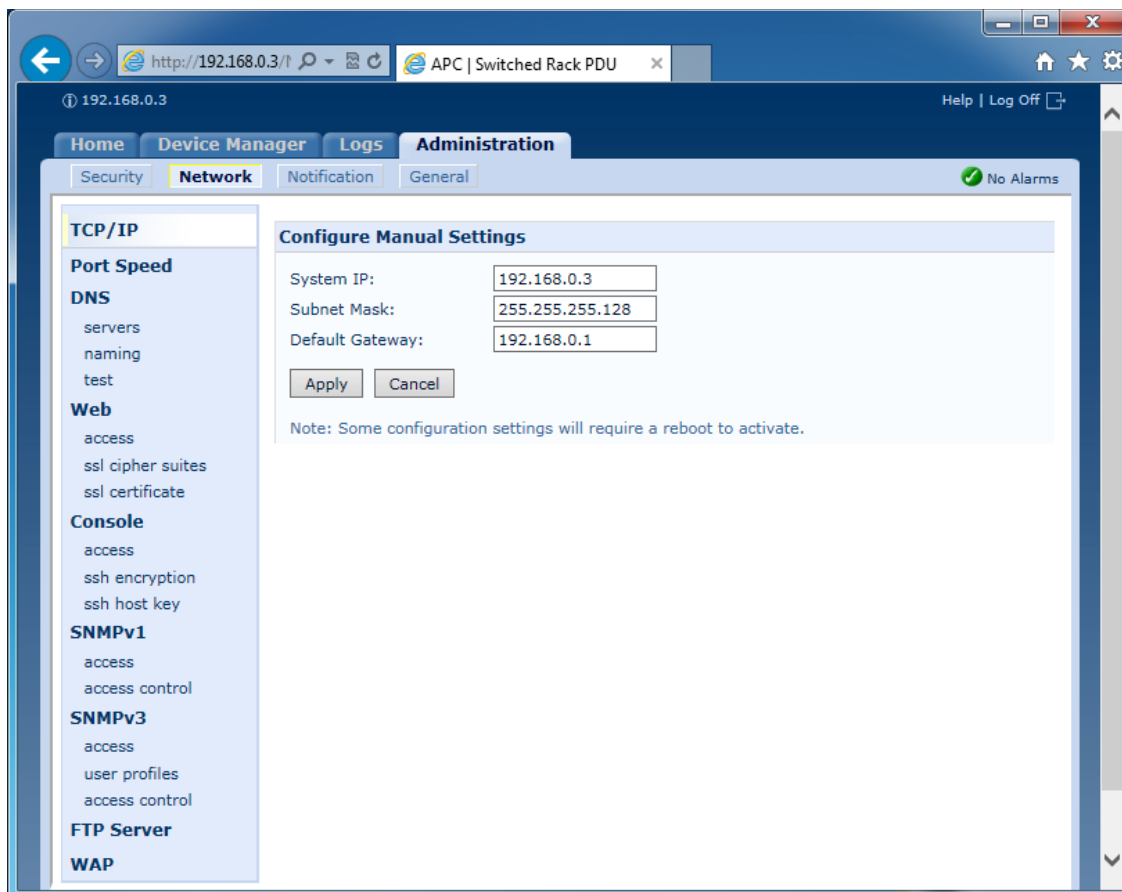 http://192.168.0.3/
APC | Switched Rack PDU
192.168.0.3
Help | Log Off
Home
Device Manager
Logs
Administration
Security
Network
Notification
General
No Alarms
TCP/IP
Port Speed
DNS
servers
naming
test
Web
access
ssl cipher suites
ssl certificate
Console
access
ssh encryption
ssh host key
SNMPv1
access
access control
SNMPv3
access
user profiles
access control
FTP Server
WAP
Configure Manual Settings
System IP: 192.168.0.3
Subnet Mask: 255.255.255.128
Default Gateway: 192.168.0.1
Apply Cancel
Note: Some configuration settings will require a reboot to activate.